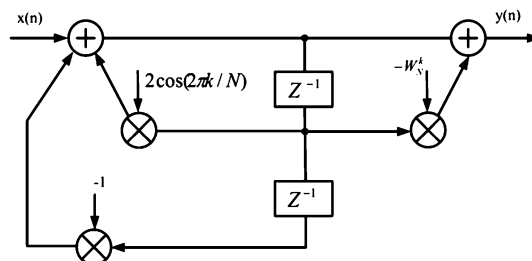 x(n)
y(n)
2cos(2πk / N)
−W_N^k
Z⁻¹
-1
Z⁻¹